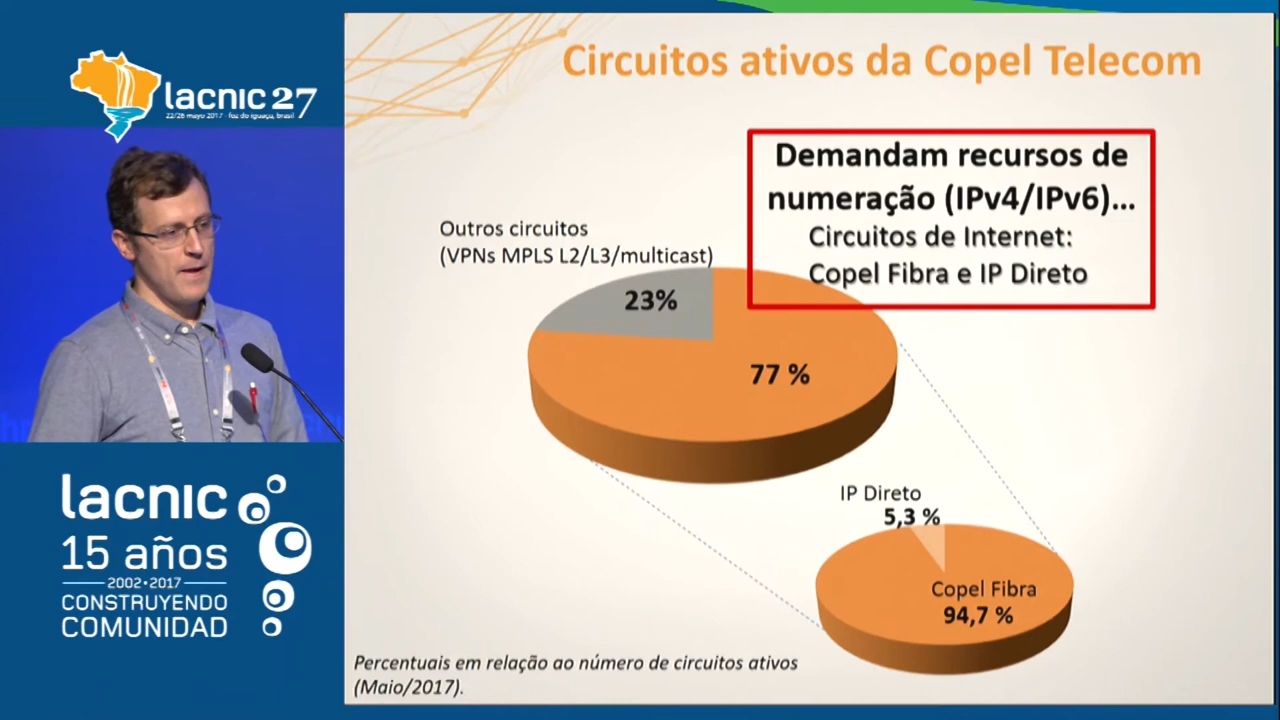 lacnic 27
22/26 mayo 2017 - foz do iguaçu, brasil
lacnic
15 años
2002•2017
CONSTRUYENDO
COMUNIDAD
Circuitos ativos da Copel Telecom
Demandam recursos de
numeração (IPv4/IPv6)...
Circuitos de Internet:
Copel Fibra e IP Direto
Outros circuitos
(VPNs MPLS L2/L3/multicast)
23%
77 %
IP Direto
5,3 %
Copel Fibra
94,7 %
Percentuais em relação ao número de circuitos ativos
(Maio/2017).